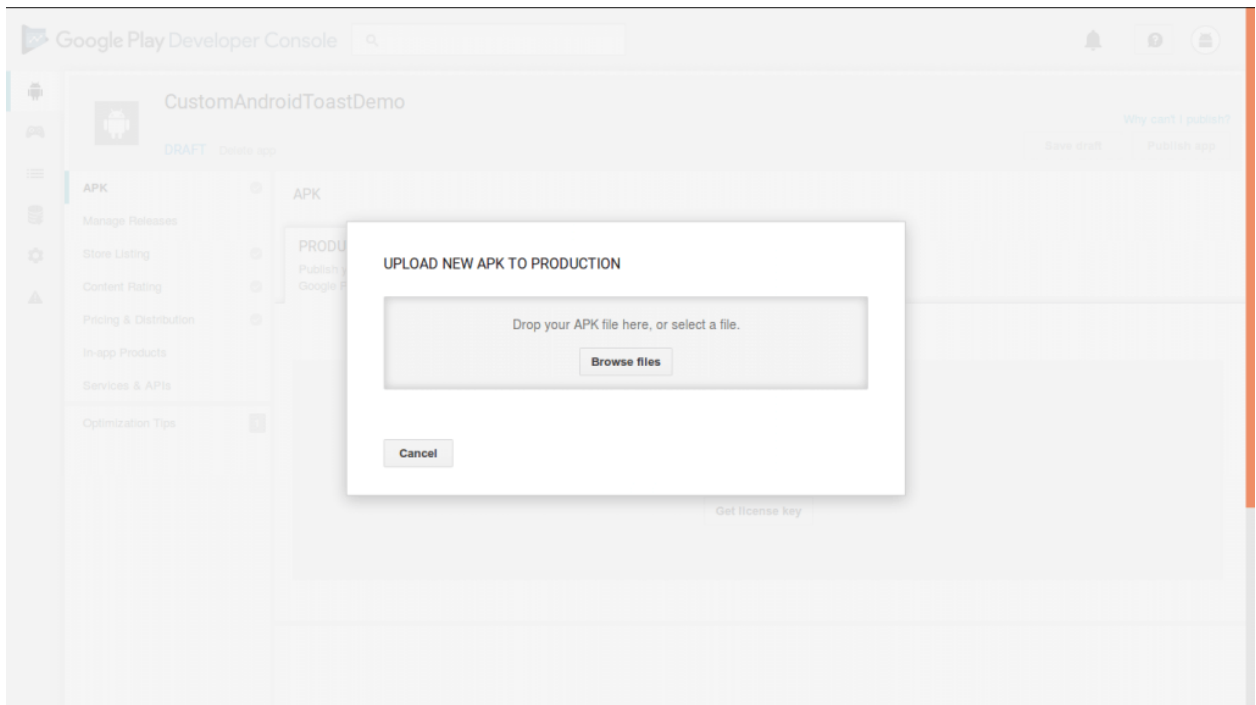 Google Play Developer Console
CustomAndroidToastDemo
Why can't I publish?
DRAFT Delete app
Save draft Publish app
APK
Manage Releases
Store Listing
Content Rating
Pricing & Distribution
In-app Products
Services & APIs
Optimization Tips
APK
PRODU
Publish y
Google P
UPLOAD NEW APK TO PRODUCTION
Drop your APK file here, or select a file.
Browse files
Cancel
Get license key